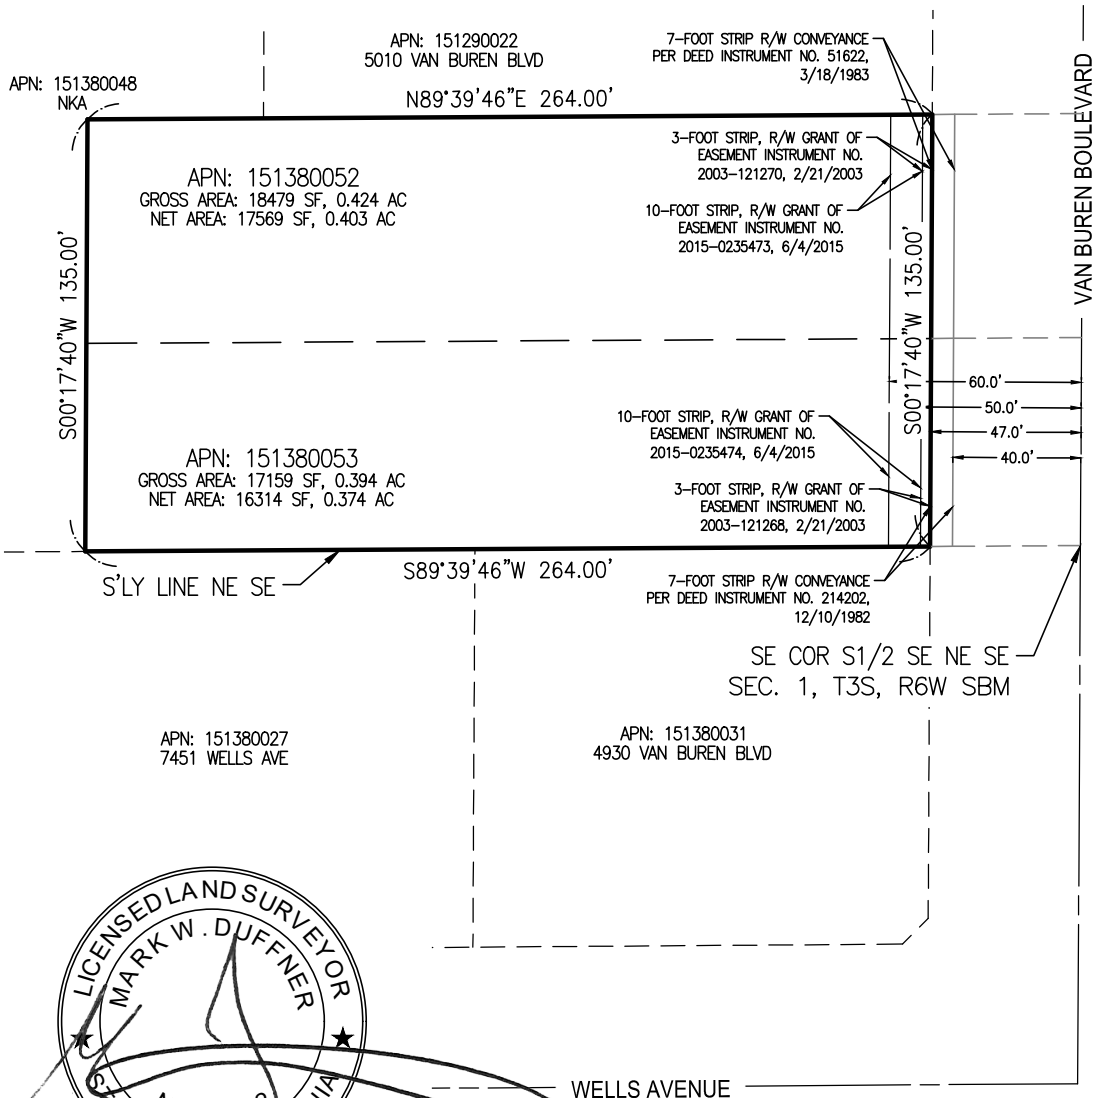 APN: 151290022
5010 VAN BUREN BLVD
7-FOOT STRIP R/W CONVEYANCE
PER DEED INSTRUMENT NO. 51622,
3/18/1983
APN: 151380048
NKA
N89°39'46"E 264.00'
VAN BUREN BOULEVARD
APN: 151380052
GROSS AREA: 18479 SF, 0.424 AC
NET AREA: 17569 SF, 0.403 AC
3-FOOT STRIP, R/W GRANT OF
EASEMENT INSTRUMENT NO.
2003-121270, 2/21/2003
10-FOOT STRIP, R/W GRANT OF
EASEMENT INSTRUMENT NO.
2015-0235473, 6/4/2015
S00°17'40"W 135.00'
S00°17'40"W 135.00'
60.0'
50.0'
47.0'
40.0'
APN: 151380053
GROSS AREA: 17159 SF, 0.394 AC
NET AREA: 16314 SF, 0.374 AC
10-FOOT STRIP, R/W GRANT OF
EASEMENT INSTRUMENT NO.
2015-0235474, 6/4/2015
3-FOOT STRIP, R/W GRANT OF
EASEMENT INSTRUMENT NO.
2003-121268, 2/21/2003
S'LY LINE NE SE
S89°39'46"W 264.00'
7-FOOT STRIP R/W CONVEYANCE
PER DEED INSTRUMENT NO. 214202,
12/10/1982
SE COR S1/2 SE NE SE
SEC. 1, T3S, R6W SBM
APN: 151380027
7451 WELLS AVE
APN: 151380031
4930 VAN BUREN BLVD
LICENSED LAND SURVEYOR
MARK W. DUFFNER
WELLS AVENUE